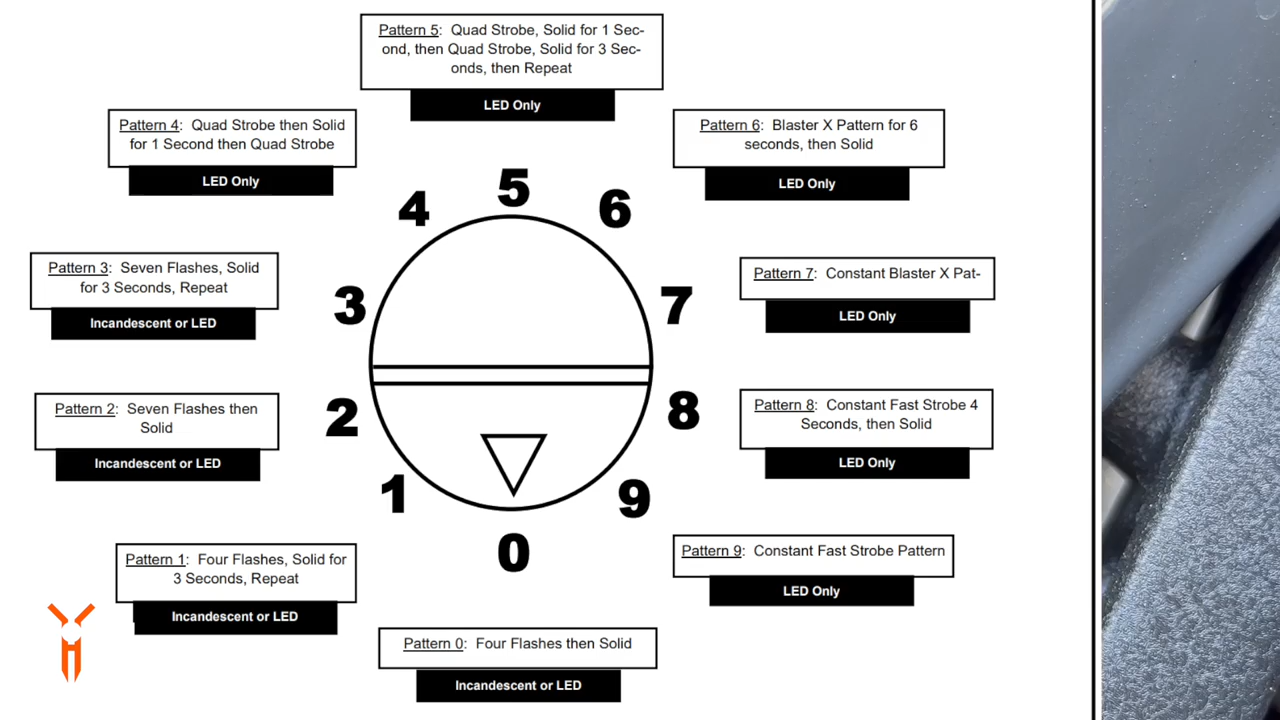 Pattern 5: Quad Strobe, Solid for 1 Sec-
ond, then Quad Strobe, Solid for 3 Sec-
onds, then Repeat
LED Only
Pattern 4: Quad Strobe then Solid
for 1 Second then Quad Strobe
LED Only
Pattern 6: Blaster X Pattern for 6
seconds, then Solid
LED Only
5
4
6
Pattern 3: Seven Flashes, Solid
for 3 Seconds, Repeat
Incandescent or LED
3
7
Pattern 7: Constant Blaster X Pat-
LED Only
Pattern 2: Seven Flashes then
Solid
Incandescent or LED
2
8
Pattern 8: Constant Fast Strobe 4
Seconds, then Solid
LED Only
1
9
0
Pattern 1: Four Flashes, Solid for
3 Seconds, Repeat
Incandescent or LED
Pattern 9: Constant Fast Strobe Pattern
LED Only
Pattern 0: Four Flashes then Solid
Incandescent or LED